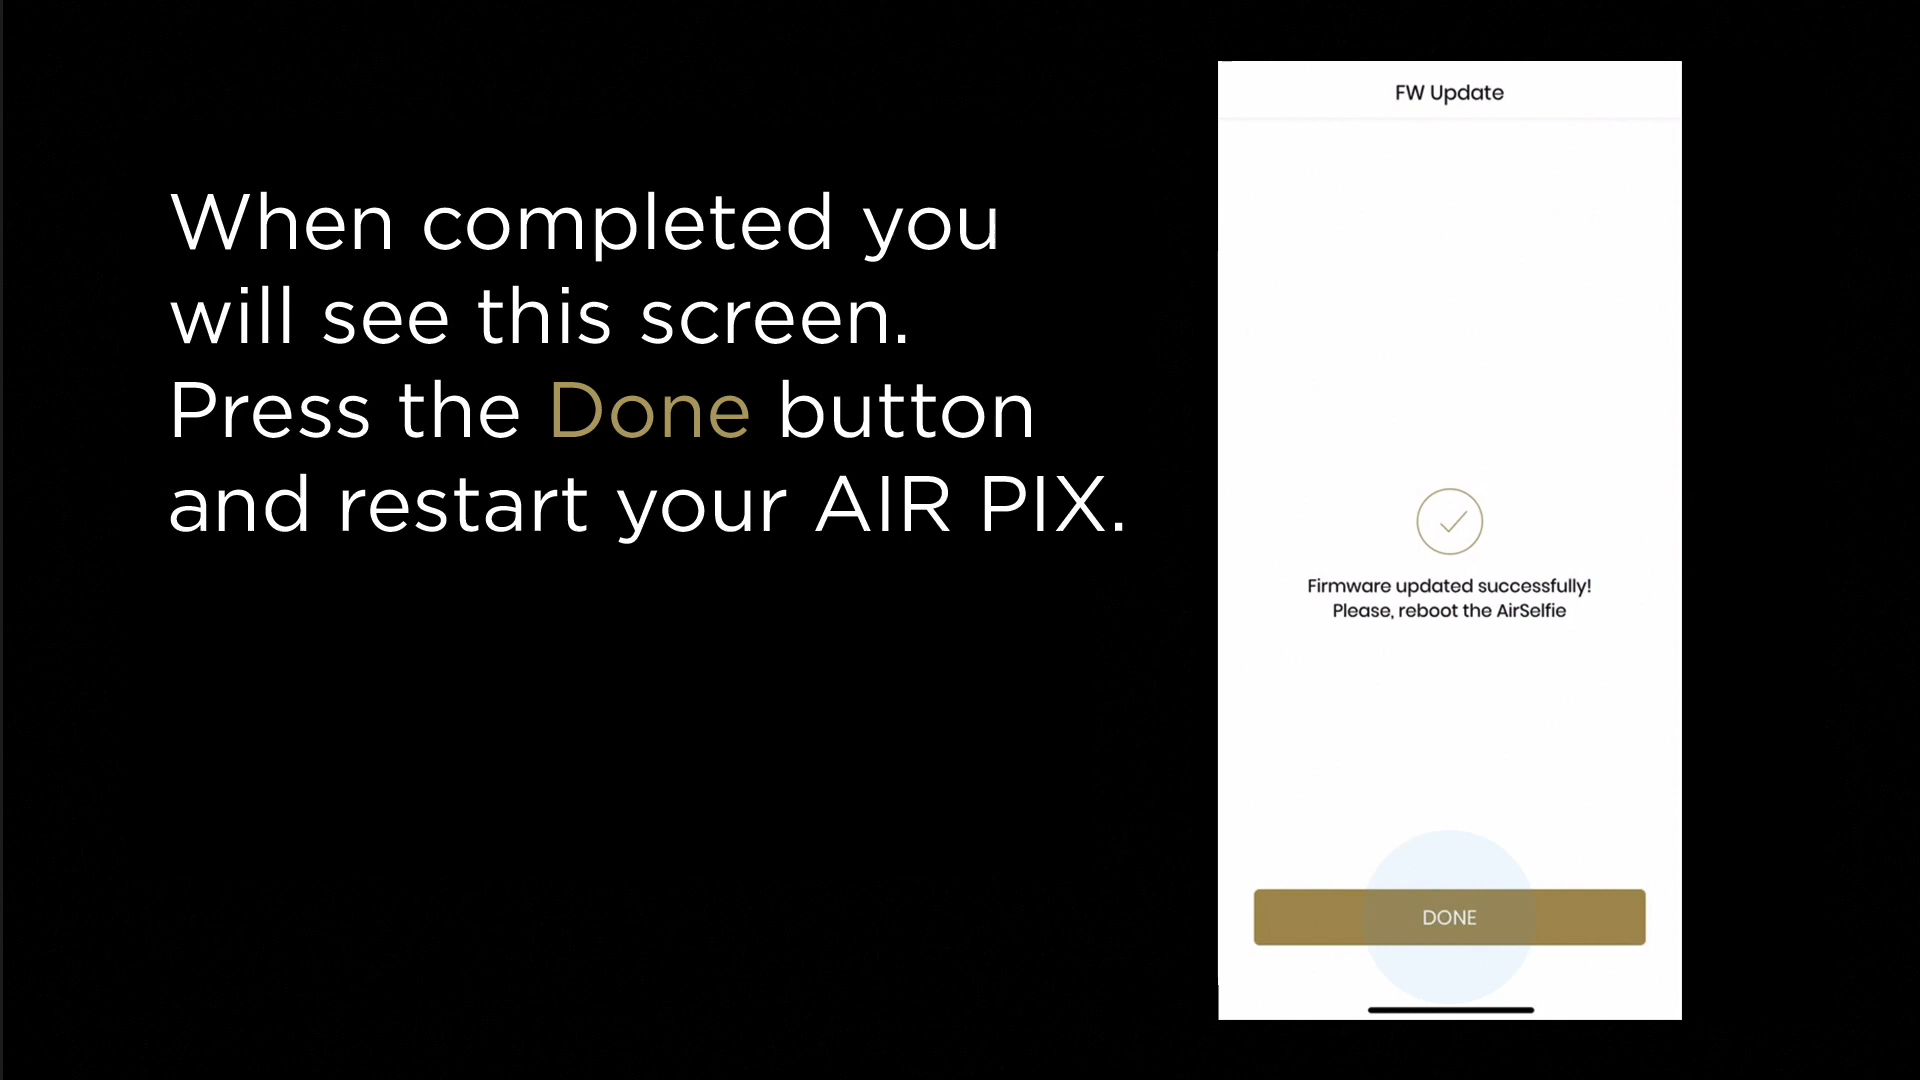 When completed you
will see this screen.
Press the Done button
and restart your AIR PIX.
FW Update
Firmware updated successfully!
Please, reboot the AirSelfie
DONE